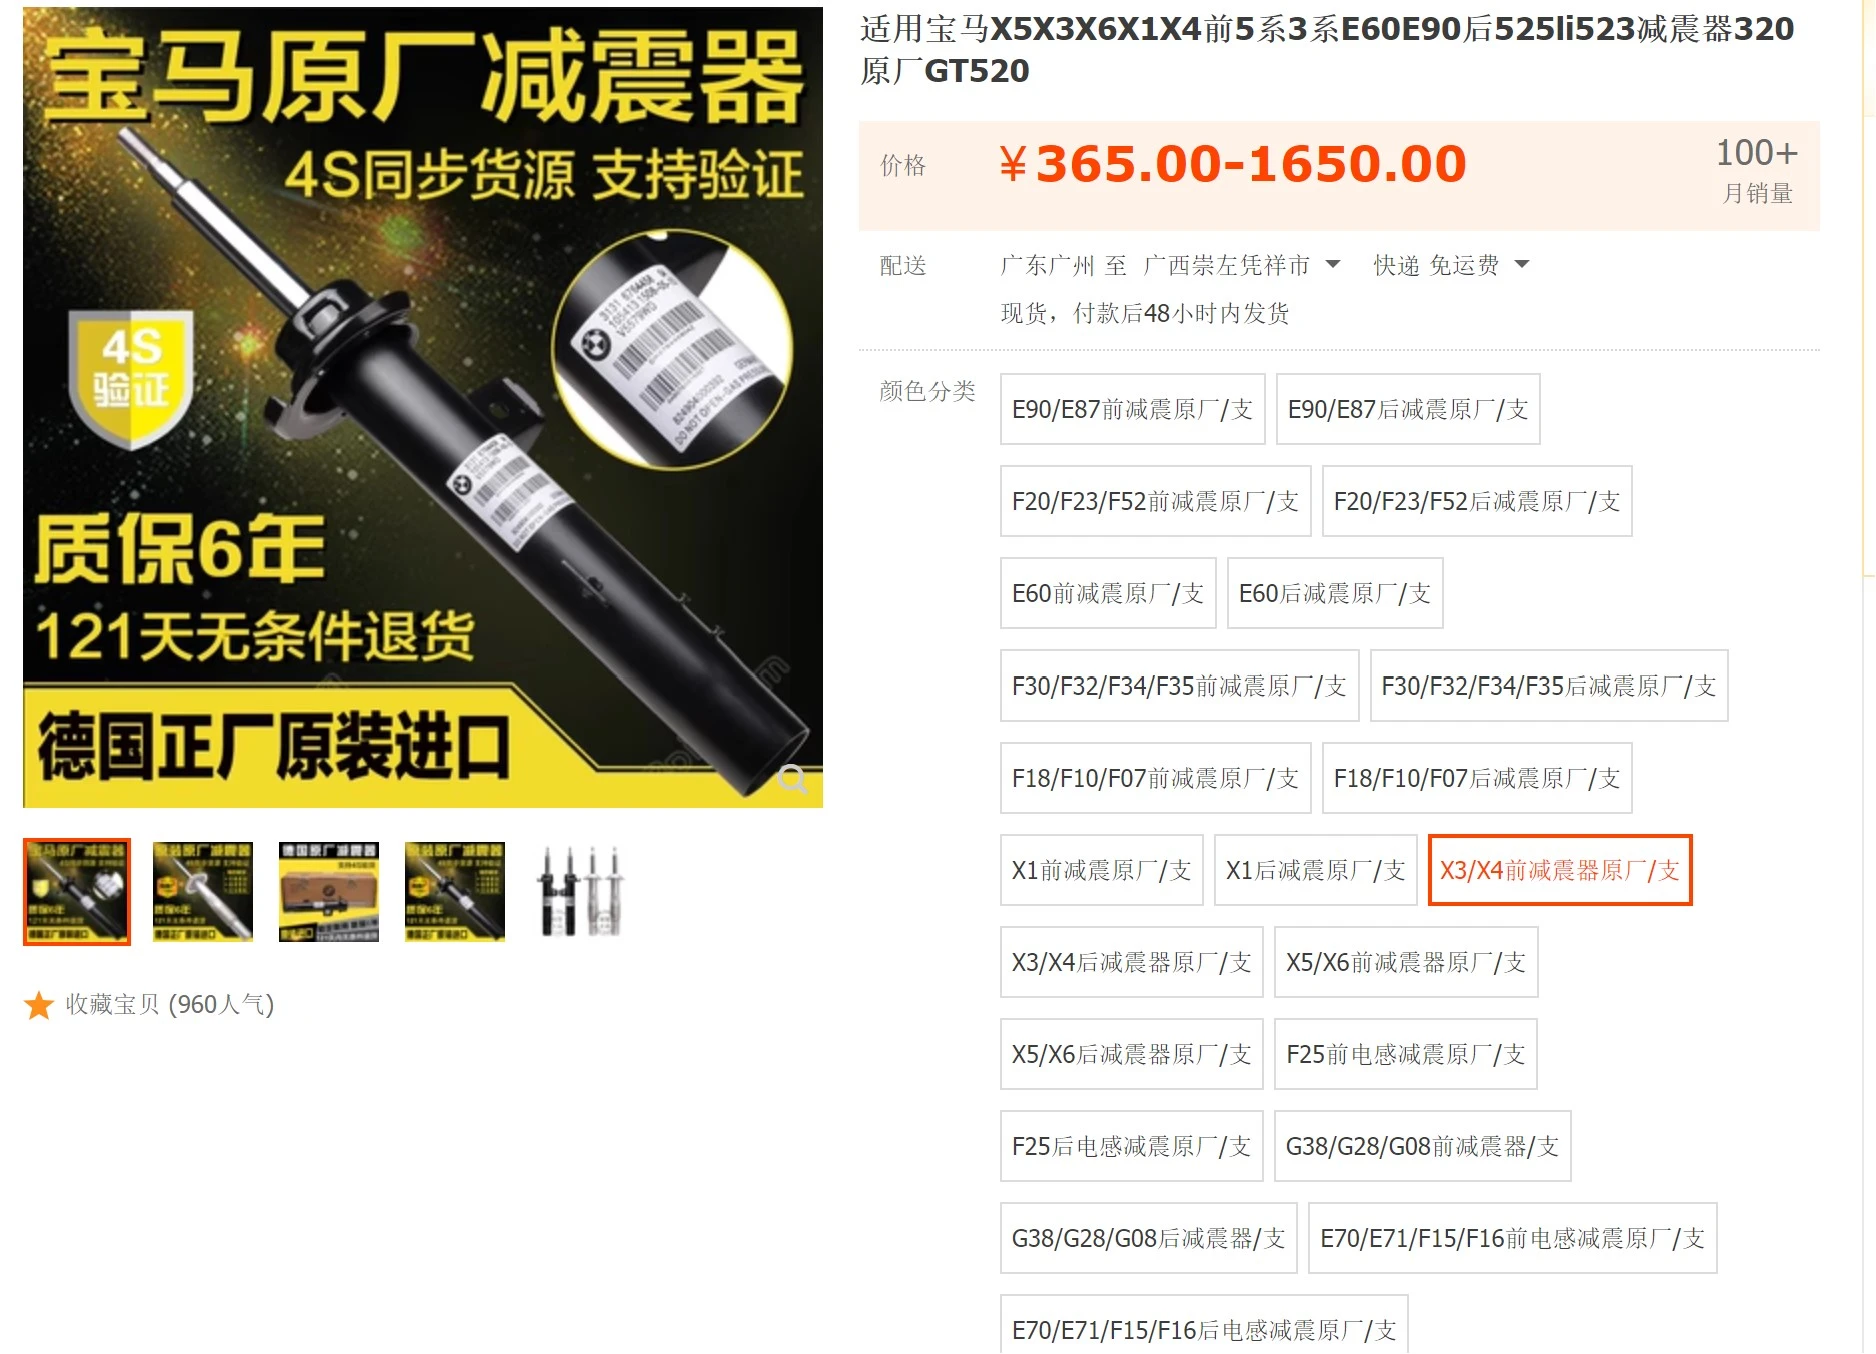 宝马原厂减震器
4S同步货源 支持验证
4S
验证
质保6年
121天无条件退货
德国正厂原装进口
适用宝马X5X3X6X1X4前5系3系E60E90后525li523减震器320
原厂GT520
价格
¥365.00-1650.00
100+
月销量
配送
广东广州 至 广西崇左凭祥市 快递 免运费
现货，付款后48小时内发货
颜色分类
E90/E87前减震原厂/支
E90/E87后减震原厂/支
F20/F23/F52前减震原厂/支
F20/F23/F52后减震原厂/支
E60前减震原厂/支
E60后减震原厂/支
F30/F32/F34/F35前减震原厂/支
F30/F32/F34/F35后减震原厂/支
F18/F10/F07前减震原厂/支
F18/F10/F07后减震原厂/支
X1前减震原厂/支
X1后减震原厂/支
X3/X4前减震器原厂/支
X3/X4后减震器原厂/支
X5/X6前减震器原厂/支
X5/X6后减震器原厂/支
F25前电感减震原厂/支
F25后电感减震原厂/支
G38/G28/G08前减震器/支
G38/G28/G08后减震器/支
E70/E71/F15/F16前电感减震原厂/支
E70/E71/F15/F16后电感减震原厂/支
收藏宝贝 (960人气)